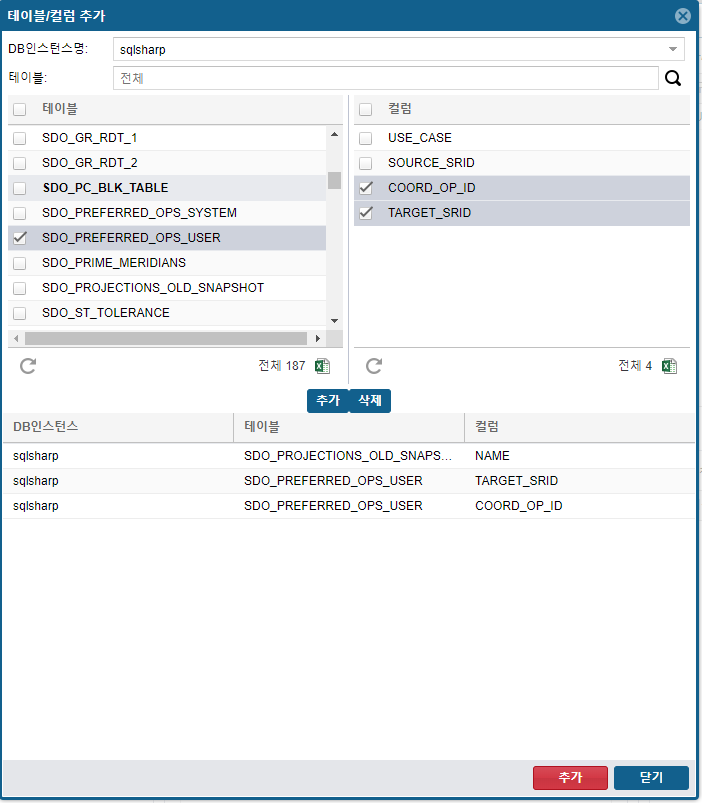 테이블/컬럼 추가
DB인스턴스명: sqlsharp
테이블: 전체
테이블
SDO_GR_RDT_1
SDO_GR_RDT_2
SDO_PC_BLK_TABLE
SDO_PREFERRED_OPS_SYSTEM
SDO_PREFERRED_OPS_USER
SDO_PRIME_MERIDIANS
SDO_PROJECTIONS_OLD_SNAPSHOT
SDO_ST_TOLERANCE
전체 187
컬럼
USE_CASE
SOURCE_SRID
COORD_OP_ID
TARGET_SRID
전체 4
추가 삭제
DB인스턴스 테이블 컬럼
sqlsharp SDO_PROJECTIONS_OLD_SNAPS... NAME
sqlsharp SDO_PREFERRED_OPS_USER TARGET_SRID
sqlsharp SDO_PREFERRED_OPS_USER COORD_OP_ID
추가 닫기